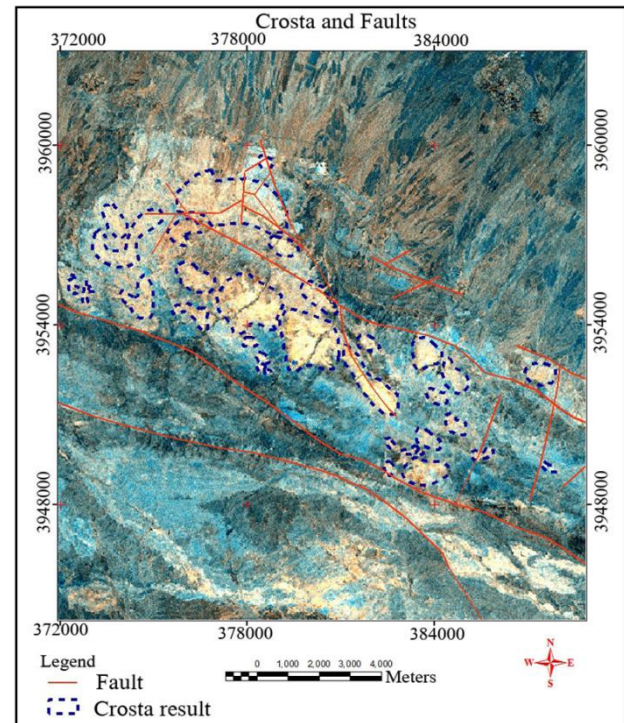 Crosta and Faults
372000 378000 384000
3960000 3960000
3954000 3954000
3948000 3948000
372000 378000 384000
Legend
Fault
Crosta result
0 1,000 2,000 3,000 4,000
Meters
N
W E
S